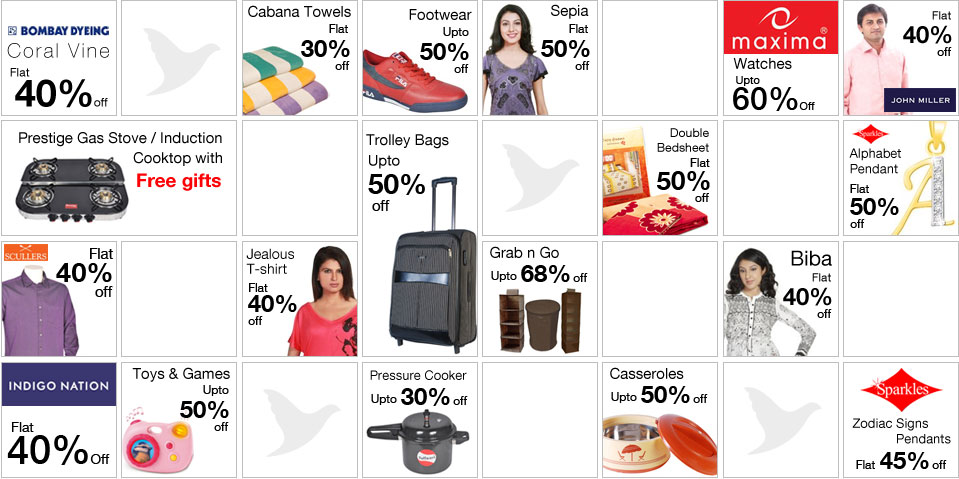 BOMBAY DYEING
Coral Vine
Flat
40% Off
Cabana Towels
Flat
30%
off
Footwear
Upto
50%
off
FILA
Sepia
Flat
50%
off
maxima®
Watches
Upto
60% Off
Flat
40%
off
JOHN MILLER
Prestige Gas Stove / Induction
Cooktop with
Free gifts
Trolley Bags
Upto
50%
off
Double
Bedsheet
Flat
50%
off
Sparkles
Alphabet
Pendant
Flat
50%
off
SCULLERS
Flat
40%
off
Jealous
T-shirt
Flat
40%
off
Grab n Go
Upto 68% off
Biba
Flat
40%
off
INDIGO NATION
Flat
40% Off
Toys & Games
Upto
50%
off
Pressure Cooker
Upto 30% off
Casseroles
Upto 50% off
Sparkles
Zodiac Signs
Pendants
Flat 45% off